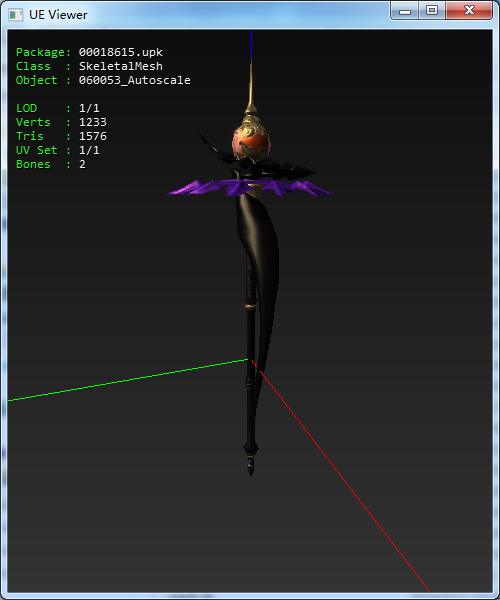 UE Viewer
Package: 00018615.upk
Class  : SkeletalMesh
Object : 060053_Autoscale
LOD    : 1/1
Verts  : 1233
Tris   : 1576
UV Set : 1/1
Bones  : 2